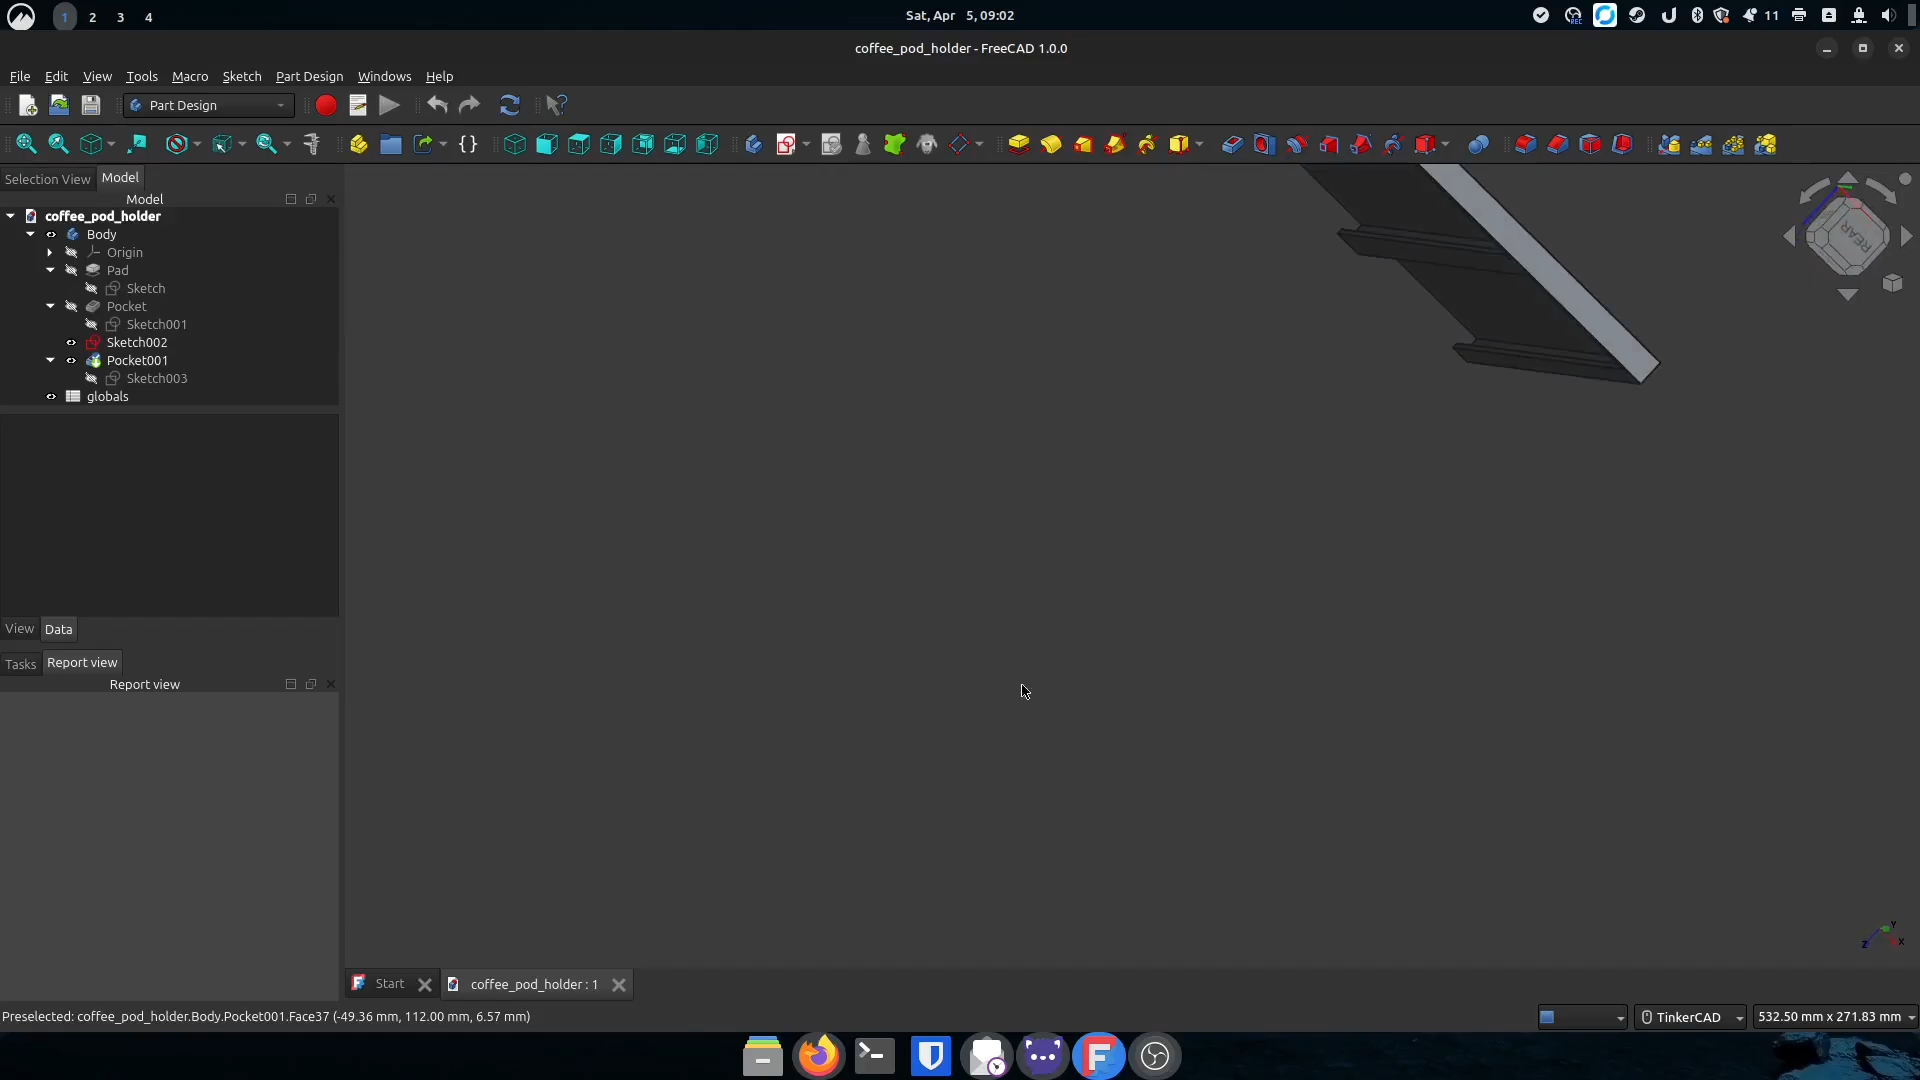 1 2 3 4
Sat, Apr 5, 09:02
REC
11
coffee_pod_holder - FreeCAD 1.0.0
File Edit View Tools Macro Sketch Part Design Windows Help
Part Design
Selection View Model
Model
coffee_pod_holder
Body
Origin
Pad
Sketch
Pocket
Sketch001
Sketch002
Pocket001
Sketch003
globals
REAR
View Data
Tasks Report view
Report view
Y
Z X
Start coffee_pod_holder : 1
Preselected: coffee_pod_holder.Body.Pocket001.Face37 (-49.36 mm, 112.00 mm, 6.57 mm)
TinkerCAD 532.50 mm x 271.83 mm